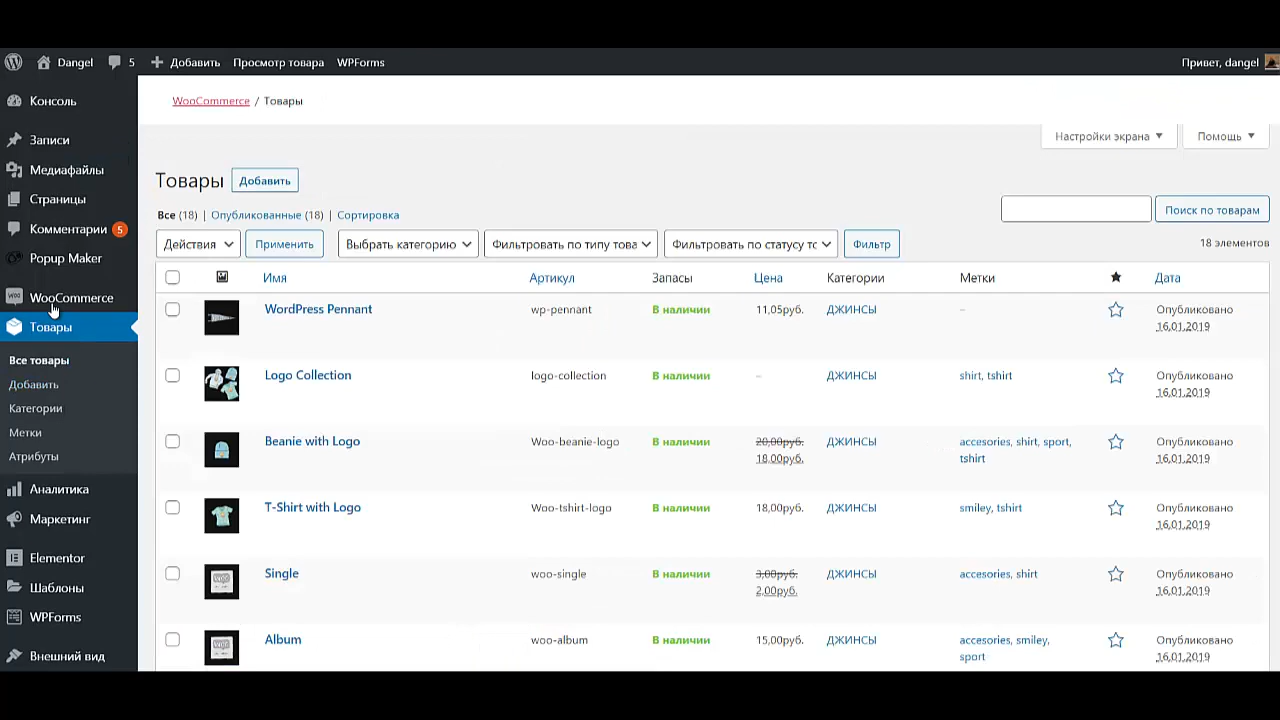 Dangel 5 Добавить Просмотр товара WPForms Привет, dangel
Консоль
Записи
Медиафайлы
Страницы
Комментарии 5
Popup Maker
WooCommerce
Товары
Все товары
Добавить
Категории
Метки
Атрибуты
Аналитика
Маркетинг
Elementor
Шаблоны
WPForms
Внешний вид
WooCommerce / Товары
Настройки экрана Помощь
Товары Добавить
Все (18) | Опубликованные (18) | Сортировка
Поиск по товарам
Действия Применить Выбрать категорию Фильтровать по типу това Фильтровать по статусу тс Фильтр 18 элементов
Имя Артикул Запасы Цена Категории Метки Дата
WordPress Pennant wp-pennant В наличии 11,05руб. ДЖИНСЫ – Опубликовано
16.01.2019
Logo Collection logo-collection В наличии – ДЖИНСЫ shirt, tshirt Опубликовано
16.01.2019
Beanie with Logo Woo-beanie-logo В наличии 20,00руб. ДЖИНСЫ accesories, shirt, sport, Опубликовано
18,00руб. tshirt 16.01.2019
T-Shirt with Logo Woo-tshirt-logo В наличии 18,00руб. ДЖИНСЫ smiley, tshirt Опубликовано
16.01.2019
Single woo-single В наличии 3,00руб. ДЖИНСЫ accesories, shirt Опубликовано
2,00руб. 16.01.2019
Album woo-album В наличии 15,00руб. ДЖИНСЫ accesories, smiley, Опубликовано
sport 16.01.2019